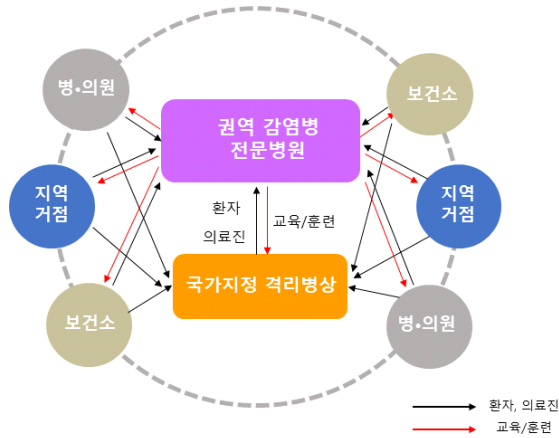 병•의원
보건소
권역 감염병
전문병원
지역
거점
지역
거점
환자
의료진
교육/훈련
국가지정 격리병상
보건소
병•의원
환자, 의료진
교육/훈련